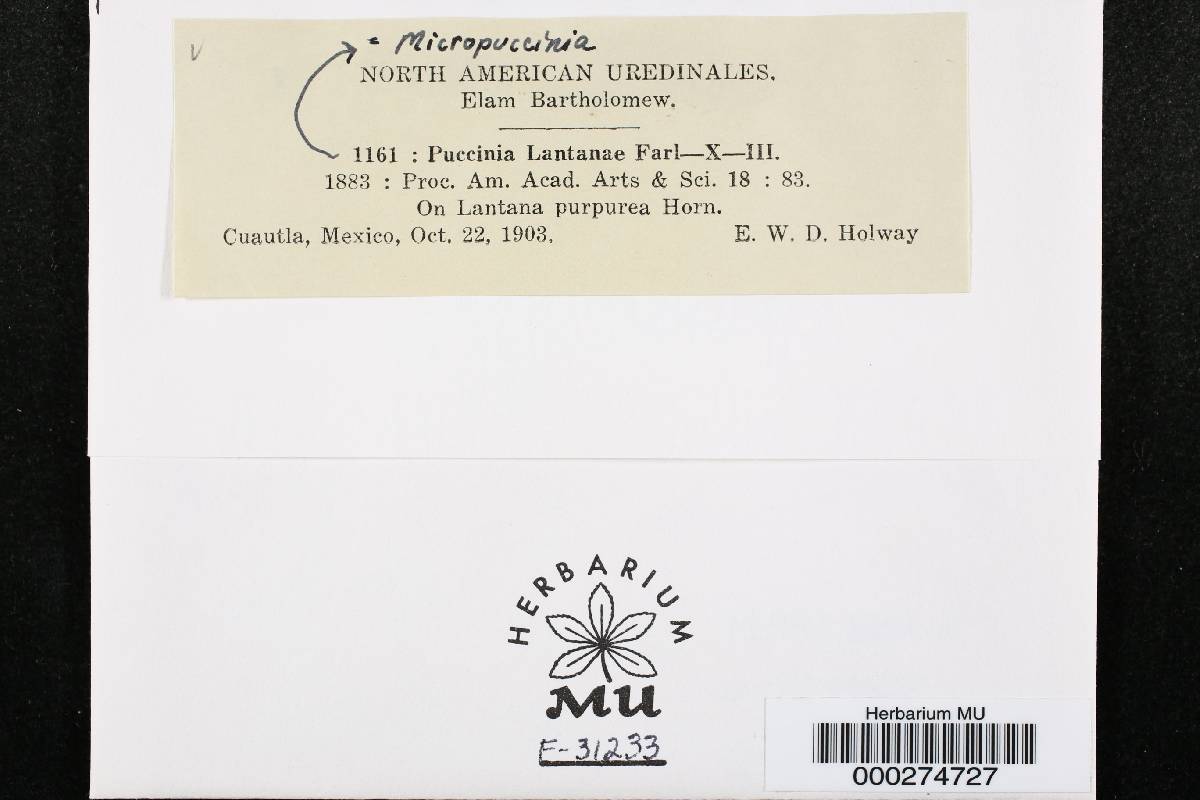 v = Micropuccinia
NORTH AMERICAN UREDINALES.
Elam Bartholomew.
1161 : Puccinia Lantanae Farl—X—III.
1883 : Proc. Am. Acad. Arts & Sci. 18 : 83.
On Lantana purpurea Horn.
Cuautla, Mexico, Oct. 22, 1903. E. W. D. Holway
HERBARIUM
MU
F-31233
Herbarium MU
000274727